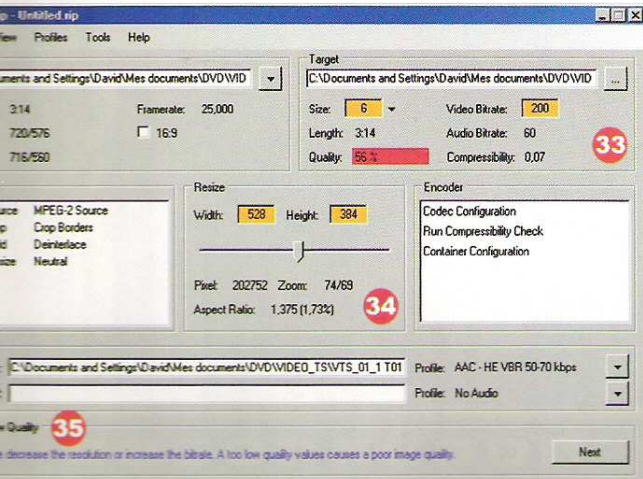 ip - Untitled.rip
View Profiles Tools Help
Target
uments and Settings\David\Mes documents\DVD\VID
C:\Documents and Settings\David\Mes documents\DVD\VID ...
3:14 Framerate: 25,000
Size: 6 Video Bitrate: 200
720/576 16:9
Length: 3:14 Audio Bitrate: 60
33
716/560
Quality: 56 % Compressibility: 0,07
Resize
Encoder
urce MPEG-2 Source
Width: 528 Height: 384
Codec Configuration
p Crop Borders
Run Compressibility Check
ld Deinterlace
Container Configuration
size Neutral
Pixel: 202752 Zoom: 74/69
Aspect Ratio: 1,375 (1,73%)
34
C:\Documents and Settings\David\Mes documents\DVD\VIDEO_TS\VTS_01_1 T01 Profile: AAC - HE VBR 50-70 kbps
Profile: No Audio
w Quality 35
e decrease the resolution or increase the bitrate. A too low quality values causes a poor image quality.
Next